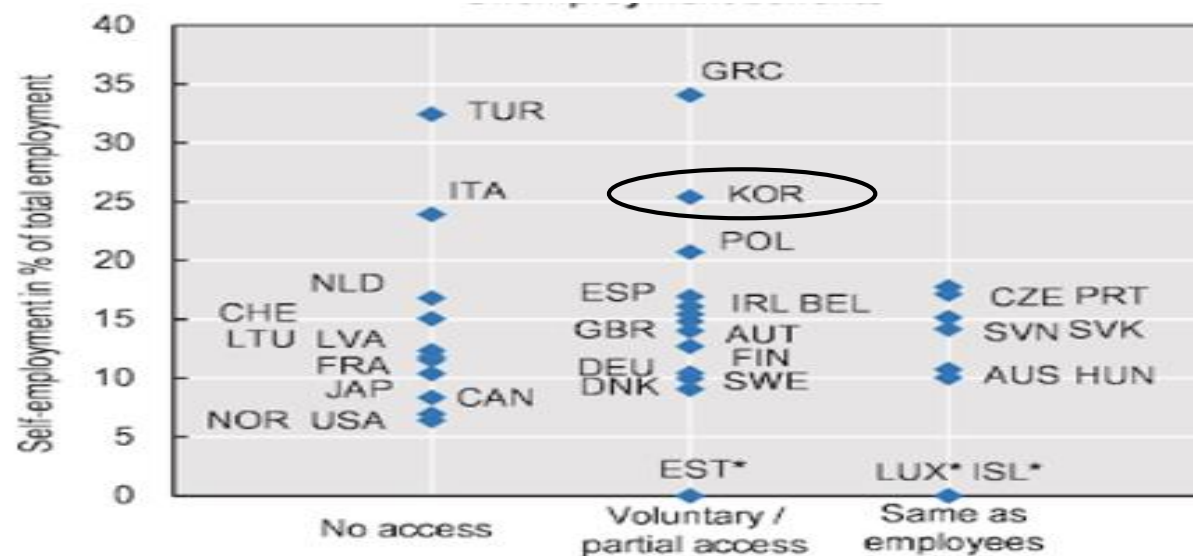 40
35
30
25
20
15
10
5
0
Self-employment in % of total employment
GRC
TUR
ITA
KOR
POL
NLD
ESP
IRL BEL
CZE PRT
CHE
GBR
AUT
SVN SVK
LTU LVA
FRA
DEU
FIN
AUS HUN
JAP
CAN
DNK
SWE
NOR USA
EST*
LUX* ISL*
No access
Voluntary /
partial access
Same as
employees